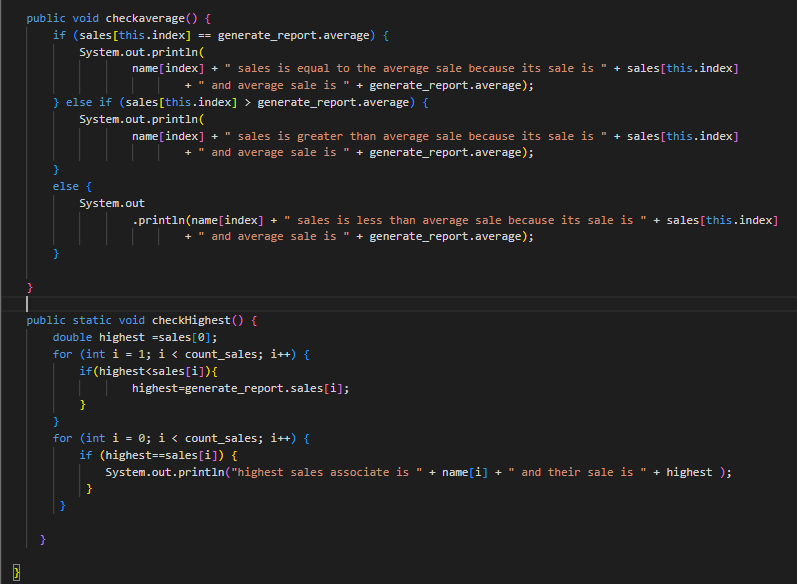 public void checkaverage() {
if (sales[this.index] == generate_report.average) {
System.out.println(
name[index] + " sales is equal to the average sale because its sale is " + sales[this.index]
+ " and average sale is " + generate_report.average);
} else if (sales[this.index] > generate_report.average) {
System.out.println(
name[index] + " sales is greater than average sale because its sale is " + sales[this.index]
+ " and average sale is " + generate_report.average);
}
else {
System.out
.println(name[index] + " sales is less than average sale because its sale is " + sales[this.index]
+ " and average sale is " + generate_report.average);
}
}
public static void checkHighest() {
double highest =sales[0];
for (int i = 1; i < count_sales; i++) {
if(highest<sales[i]){
highest=generate_report.sales[i];
}
}
for (int i = 0; i < count_sales; i++) {
if (highest==sales[i]) {
System.out.println("highest sales associate is " + name[i] + " and their sale is " + highest );
}
}
}
}